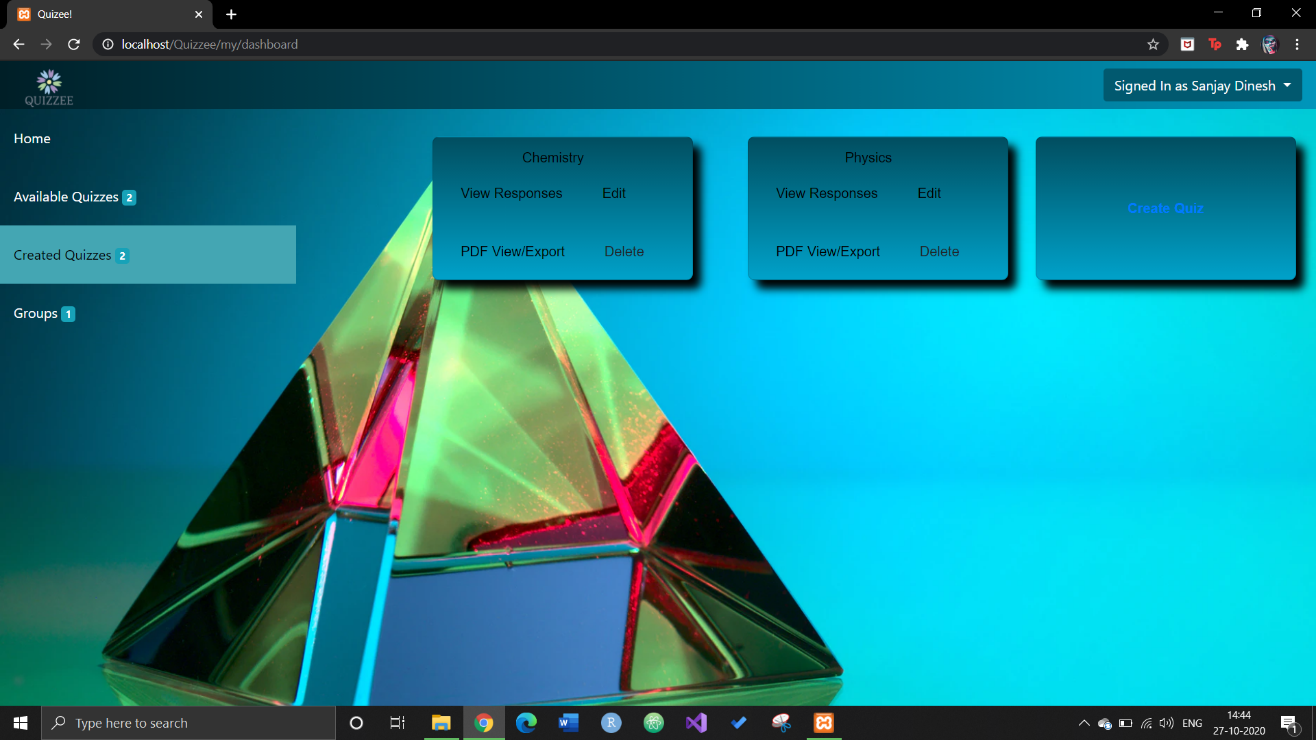 Quizee!
localhost/Quizzee/my/dashboard
QUIZZEE
Signed In as Sanjay Dinesh
Home
Available Quizzes 2
Created Quizzes 2
Groups 1
Chemistry
View Responses Edit
PDF View/Export Delete
Physics
View Responses Edit
PDF View/Export Delete
Create Quiz
Type here to search
ENG
14:44
27-10-2020
1